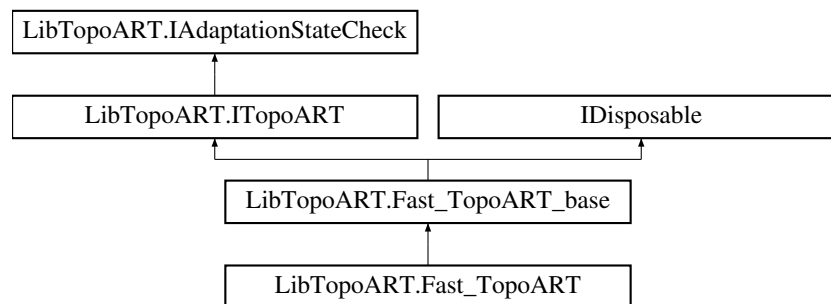 LibTopoART.IAdaptationStateCheck
LibTopoART.ITopoART
IDisposable
LibTopoART.Fast_TopoART_base
LibTopoART.Fast_TopoART